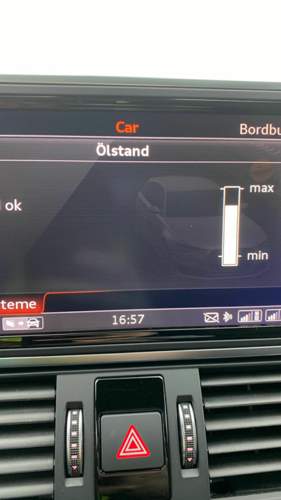 Car
Bordbu
Ölstand
max
ok
min
teme
16:57